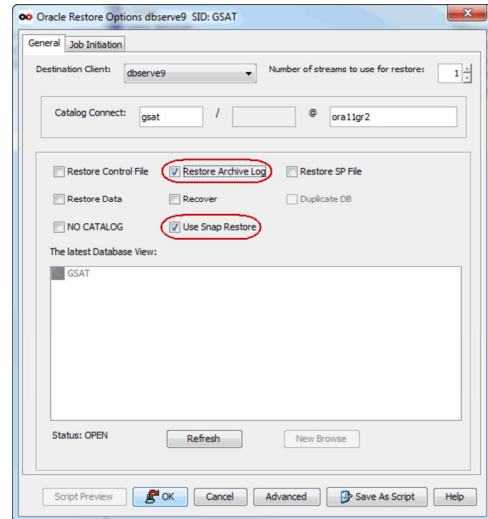 Oracle Restore Options dbserve9 SID: GSAT
General Job Initiation
Destination Client: dbserve9 Number of streams to use for restore: 1
Catalog Connect: gsat / @ ora11gr2
Restore Control File Restore Archive Log Restore SP File
Restore Data Recover Duplicate DB
NO CATALOG Use Snap Restore
The latest Database View:
GSAT
Status: OPEN Refresh New Browse
Script Preview OK Cancel Advanced Save As Script Help